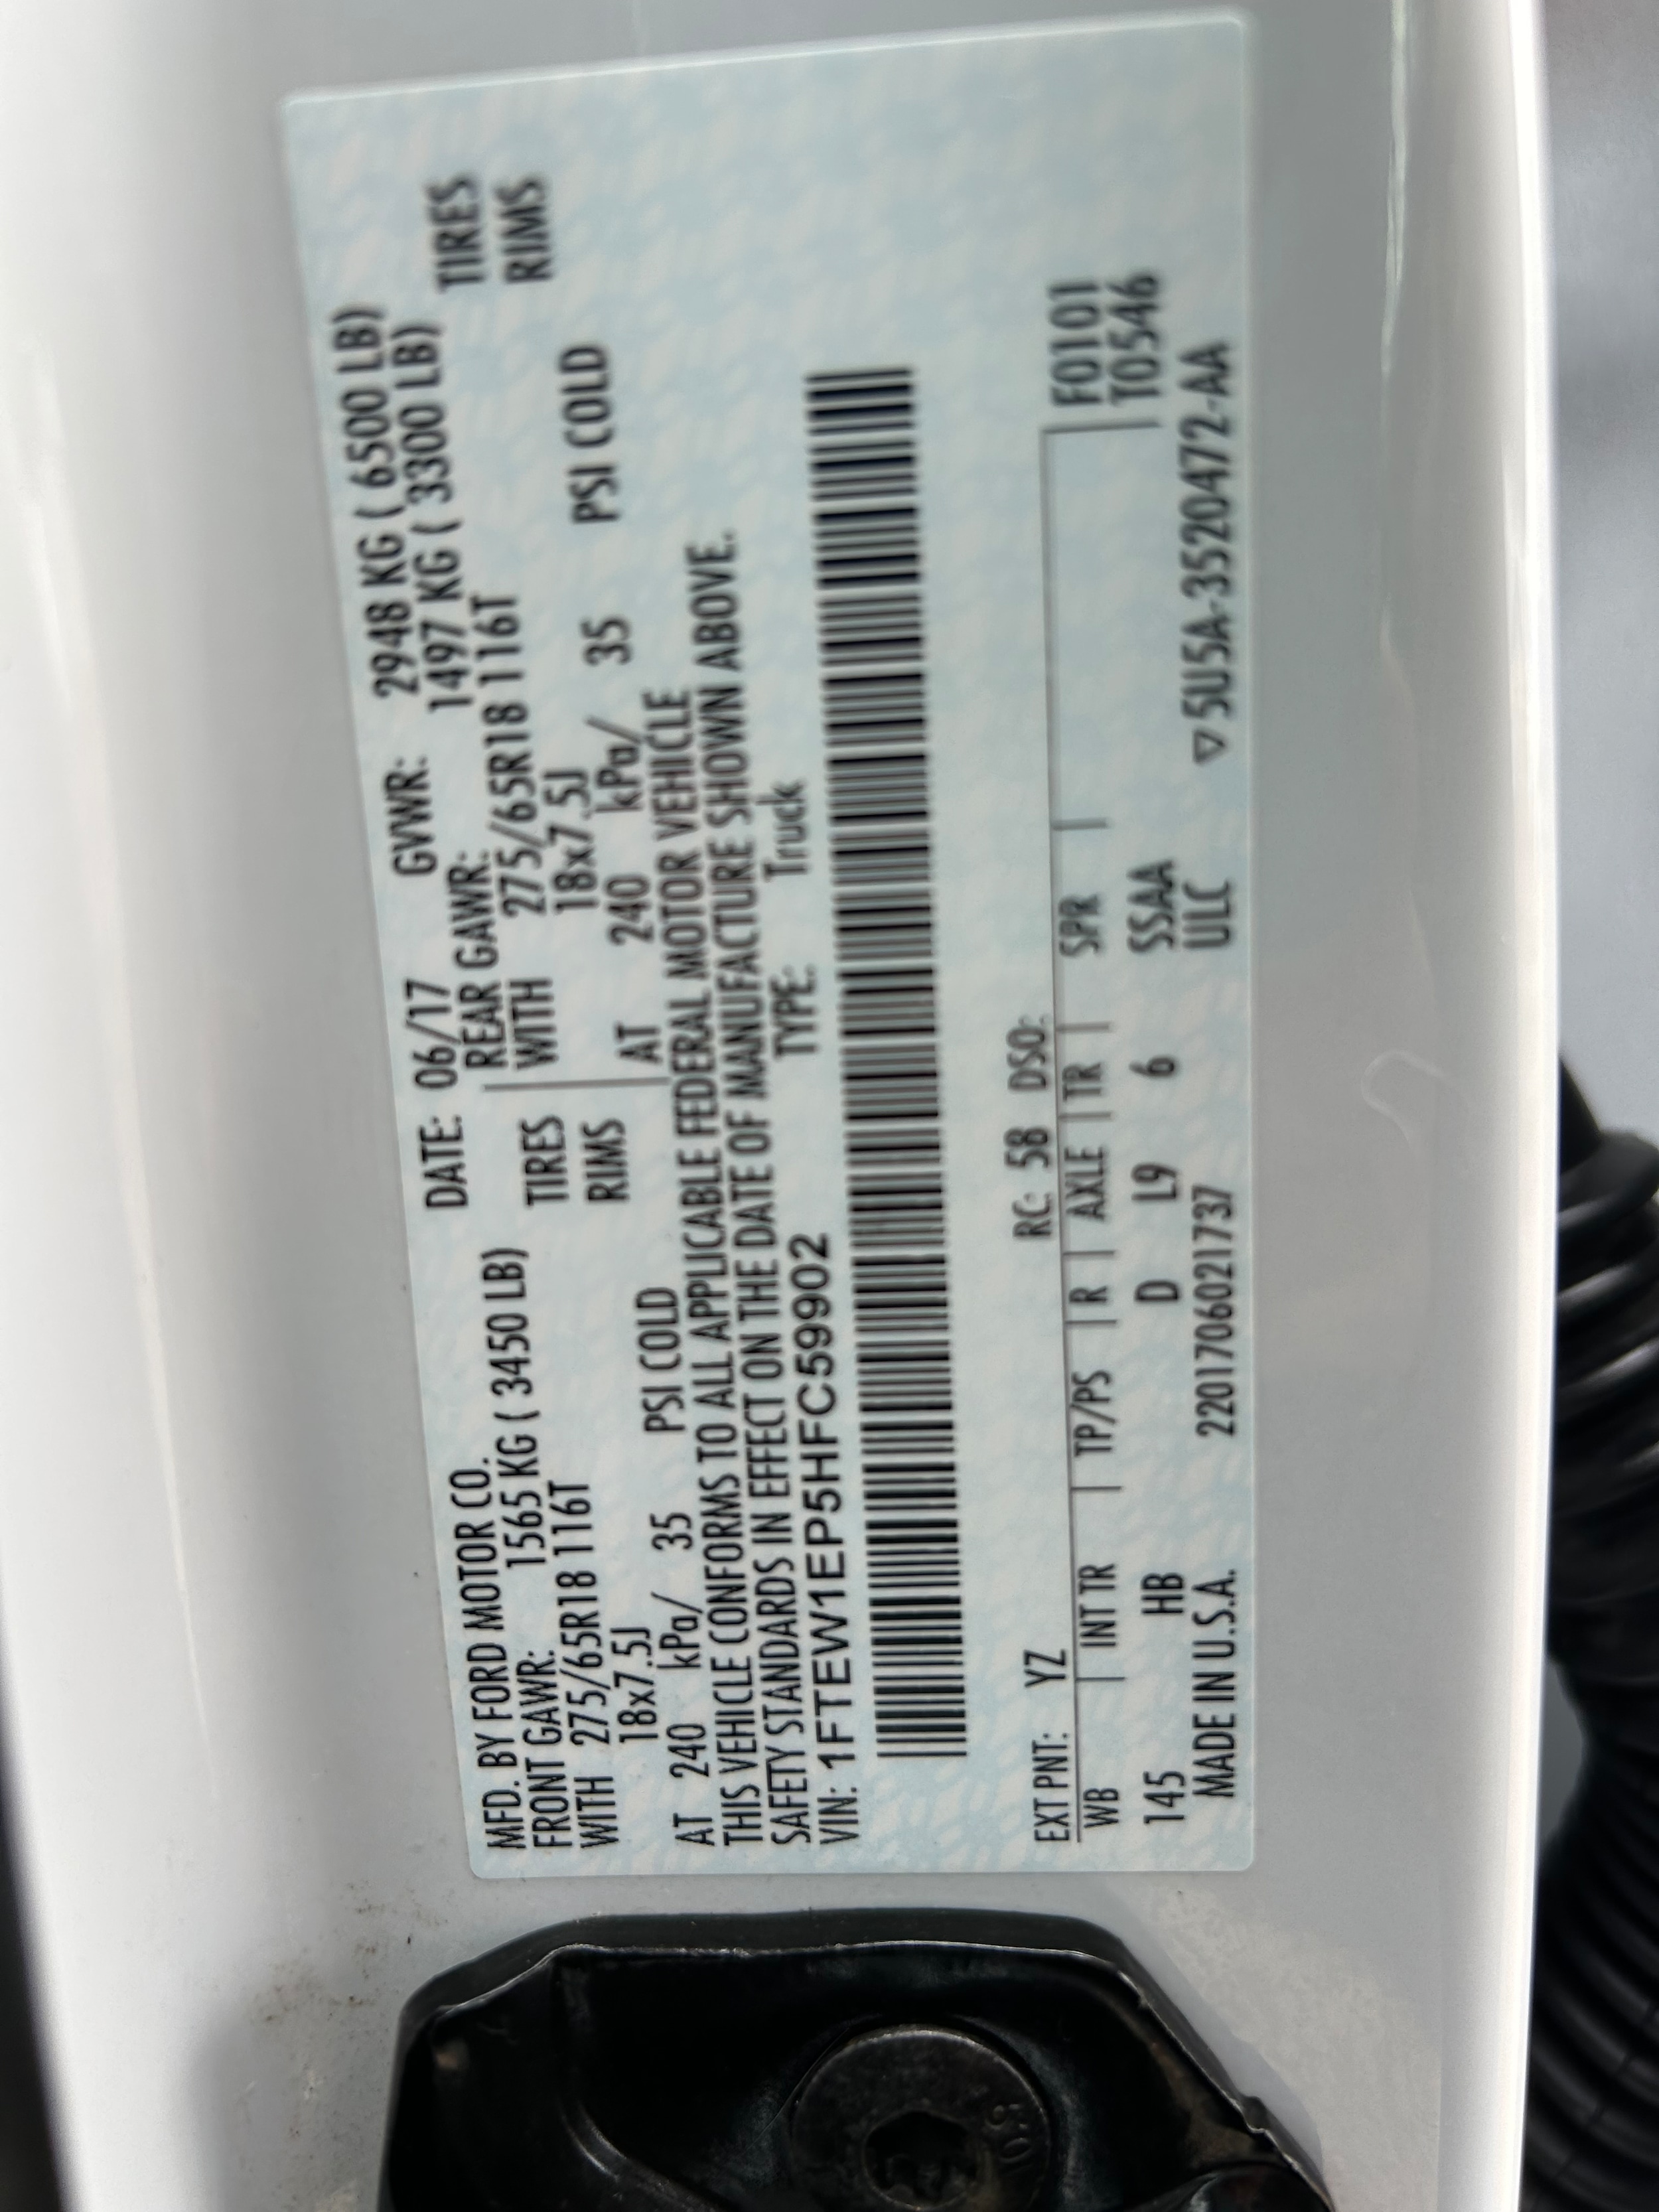 MFD. BY FORD MOTOR CO.
DATE: 06/17 GVWR: 2948 KG ( 6500 LB)
FRONT GAWR: 1565 KG ( 3450 LB)
REAR GAWR: 1497 KG ( 3300 LB)
WITH 275/65R18 116T TIRES
WITH 275/65R18 116T TIRES
18x7.5J RIMS
18x7.5J RIMS
AT 240 kPa/ 35 PSI COLD
AT 240 kPa/ 35 PSI COLD
THIS VEHICLE CONFORMS TO ALL APPLICABLE FEDERAL MOTOR VEHICLE
SAFETY STANDARDS IN EFFECT ON THE DATE OF MANUFACTURE SHOWN ABOVE.
VIN: 1FTEW1EP5HFC59902 TYPE: Truck
EXT PNT: YZ RC: 58 DSO:
WB INT TR TP/PS R AXLE TR SPR F0101
145 HB D L9 6 SSAA T0546
MADE IN U.S.A. 220170602173​7 ULC ▽5U5A-3520472-AA